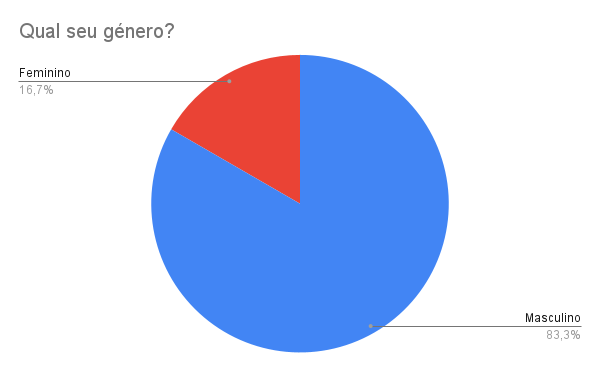 Qual seu género?
Feminino
16,7%
Masculino
83,3%